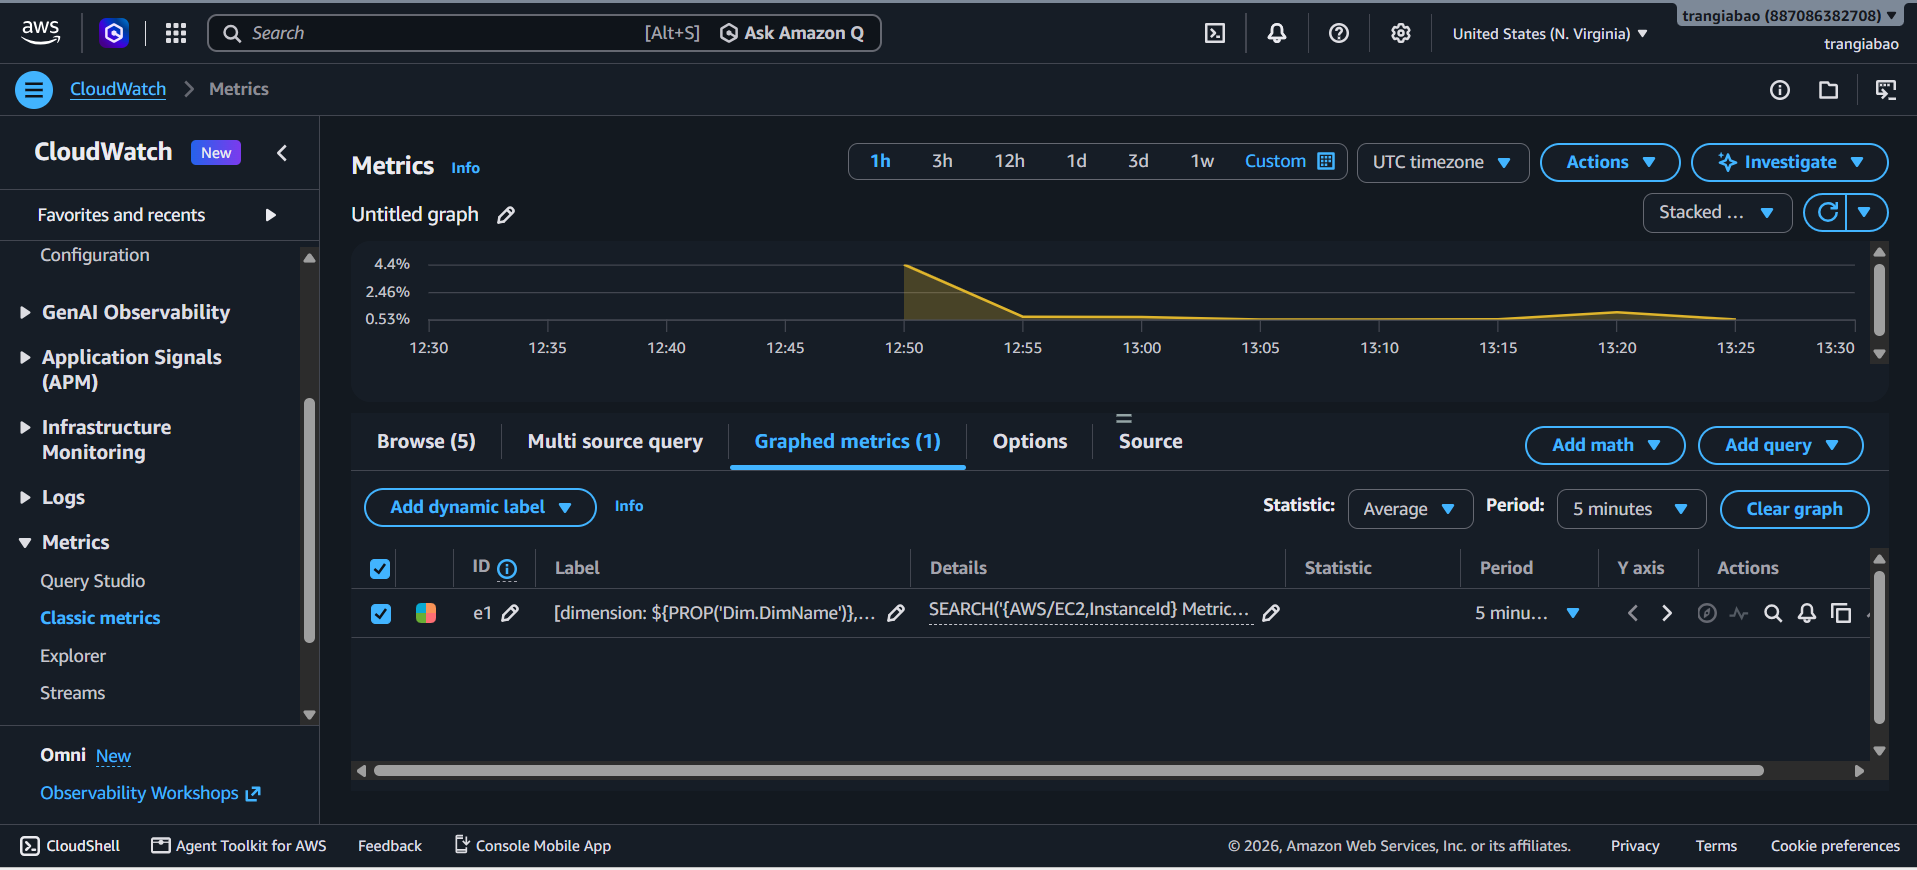 aws
Search [Alt+S] Ask Amazon Q
United States (N. Virginia)
trangiabao (887086382708)
trangiabao
CloudWatch > Metrics
CloudWatch New
Favorites and recents
Configuration
GenAI Observability
Application Signals
(APM)
Infrastructure
Monitoring
Logs
Metrics
Query Studio
Classic metrics
Explorer
Streams
Omni New
Observability Workshops
Metrics Info
1h 3h 12h 1d 3d 1w Custom
UTC timezone
Actions
Investigate
Untitled graph
Stacked ...
4.4%
2.46%
0.53%
12:30 12:35 12:40 12:45 12:50 12:55 13:00 13:05 13:10 13:15 13:20 13:25 13:30
Browse (5) Multi source query Graphed metrics (1) Options Source
Add math Add query
Add dynamic label Info
Statistic: Average Period: 5 minutes Clear graph
ID Label Details Statistic Period Y axis Actions
e1 [dimension: ${PROP('Dim.DimName')},... SEARCH('{AWS/EC2,InstanceId} Metric... 5 minu...
CloudShell Agent Toolkit for AWS Feedback Console Mobile App
© 2026, Amazon Web Services, Inc. or its affiliates. Privacy Terms Cookie preferences